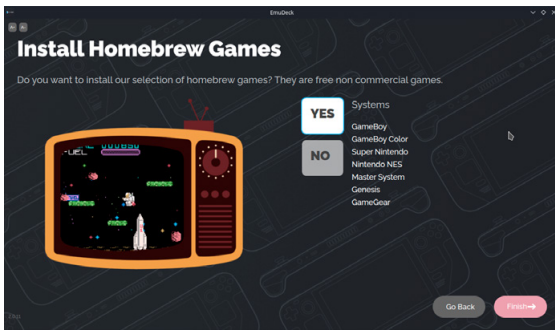 EmuDeck
Install Homebrew Games
Do you want to install our selection of homebrew games? They are free non commercial games.
YES
NO
Systems
GameBoy
GameBoy Color
Super Nintendo
Nintendo NES
Master System
Genesis
GameGear
Go Back
Finish